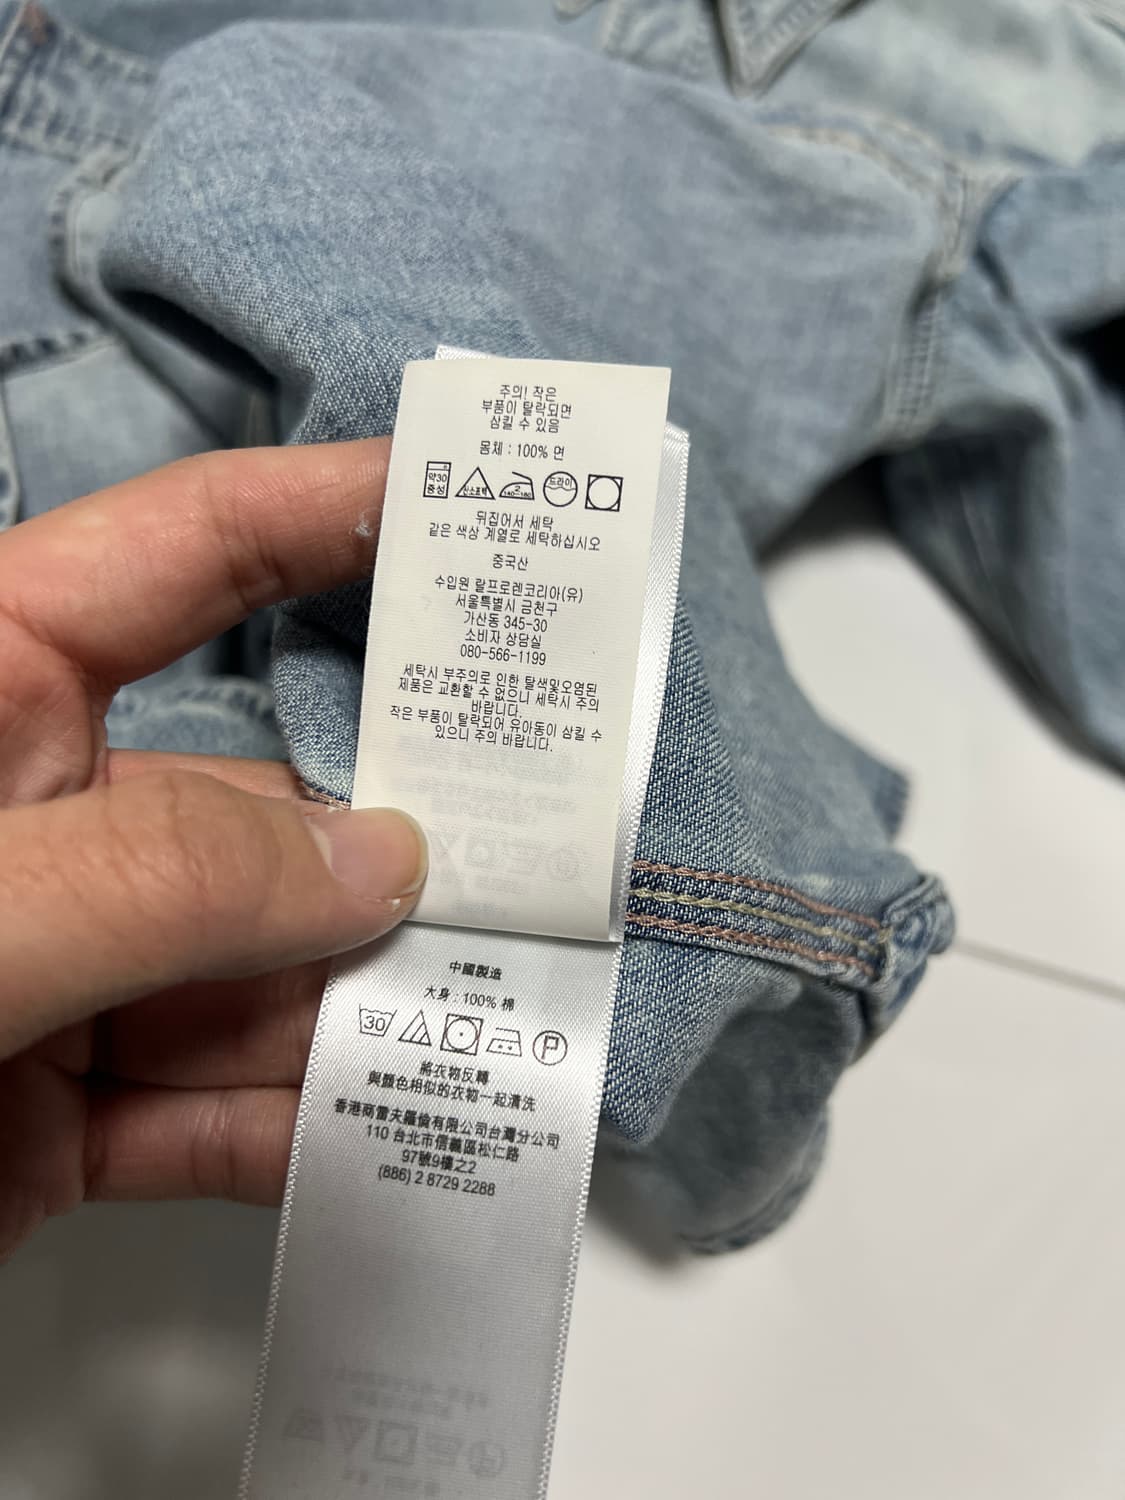 주의! 작은
부품이 탈락되면
삼킬 수 있음
몸체 : 100% 면
약30
중성
산소표백
2
140~160
드라이
뒤집어서 세탁
같은 색상 계열로 세탁하십시오
중국산
수입원 랄프로렌코리아(유)
서울특별시 금천구
가산동 345-30
소비자 상담실
080-566-1199
세탁시 부주의로 인한 탈색및오염된
제품은 교환할 수 없으니 세탁시 주의
바랍니다.
작은 부품이 탈락되어 유아동이 삼킬 수
있으니 주의 바랍니다.
中國製造
大身 : 100% 棉
30
P
將衣物反轉
與顏色相似的衣物一起清洗
香港商雷夫羅倫有限公司台灣分公司
110 台北市信義區松仁路
97號9樓之2
(886) 2 8729 2288